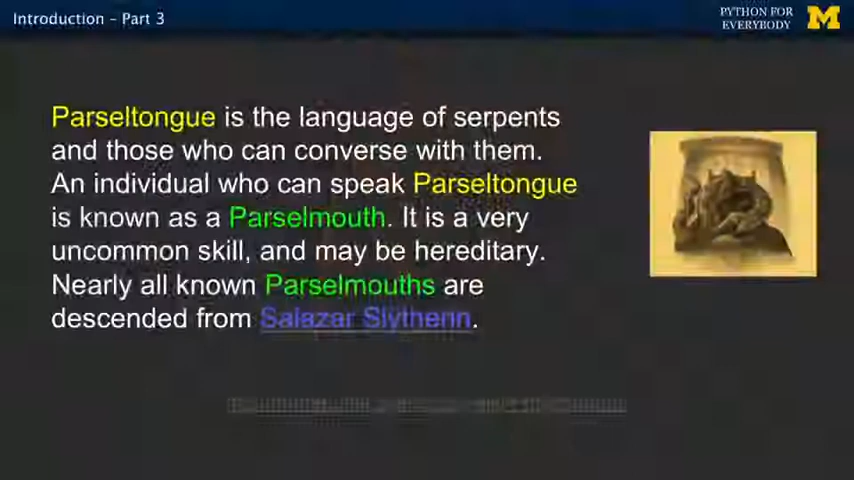 Introduction – Part 3
PYTHON FOR
EVERYBODY
Parseltongue is the language of serpents
and those who can converse with them.
An individual who can speak Parseltongue
is known as a Parselmouth. It is a very
uncommon skill, and may be hereditary.
Nearly all known Parselmouths are
descended from Salazar Slytherin.